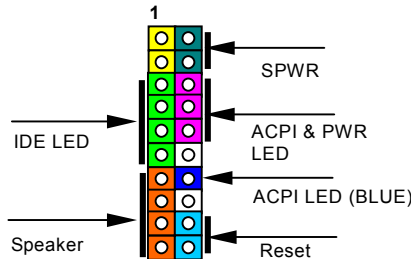 1
SPWR
IDE LED
ACPI & PWR
LED
ACPI LED (BLUE)
Speaker
Reset